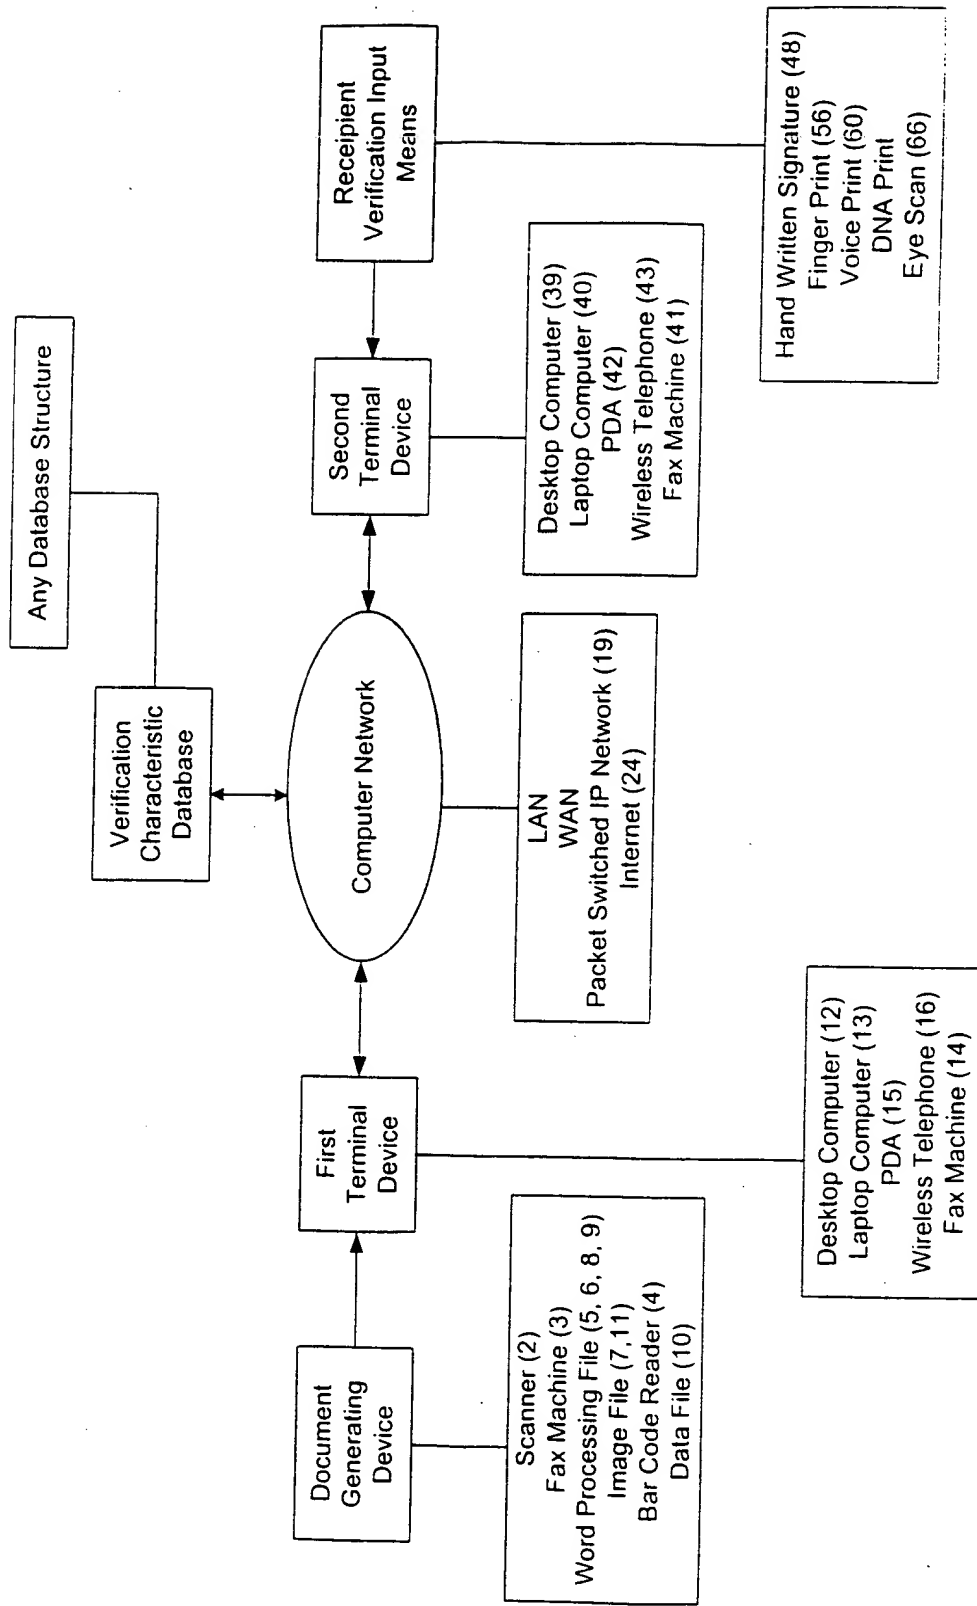 Any Database Structure
Verification
Characteristic
Database
Computer Network
Document
Generating
Device
First
Terminal
Device
Second
Terminal
Device
Receipient
Verification Input
Means
Scanner (2)
Fax Machine (3)
Word Processing File (5, 6, 8, 9)
Image File (7,11)
Bar Code Reader (4)
Data File (10)
Desktop Computer (12)
Laptop Computer (13)
PDA (15)
Wireless Telephone (16)
Fax Machine (14)
LAN
WAN
Packet Switched IP Network (19)
Internet (24)
Desktop Computer (39)
Laptop Computer (40)
PDA (42)
Wireless Telephone (43)
Fax Machine (41)
Hand Written Signature (48)
Finger Print (56)
Voice Print (60)
DNA Print
Eye Scan (66)